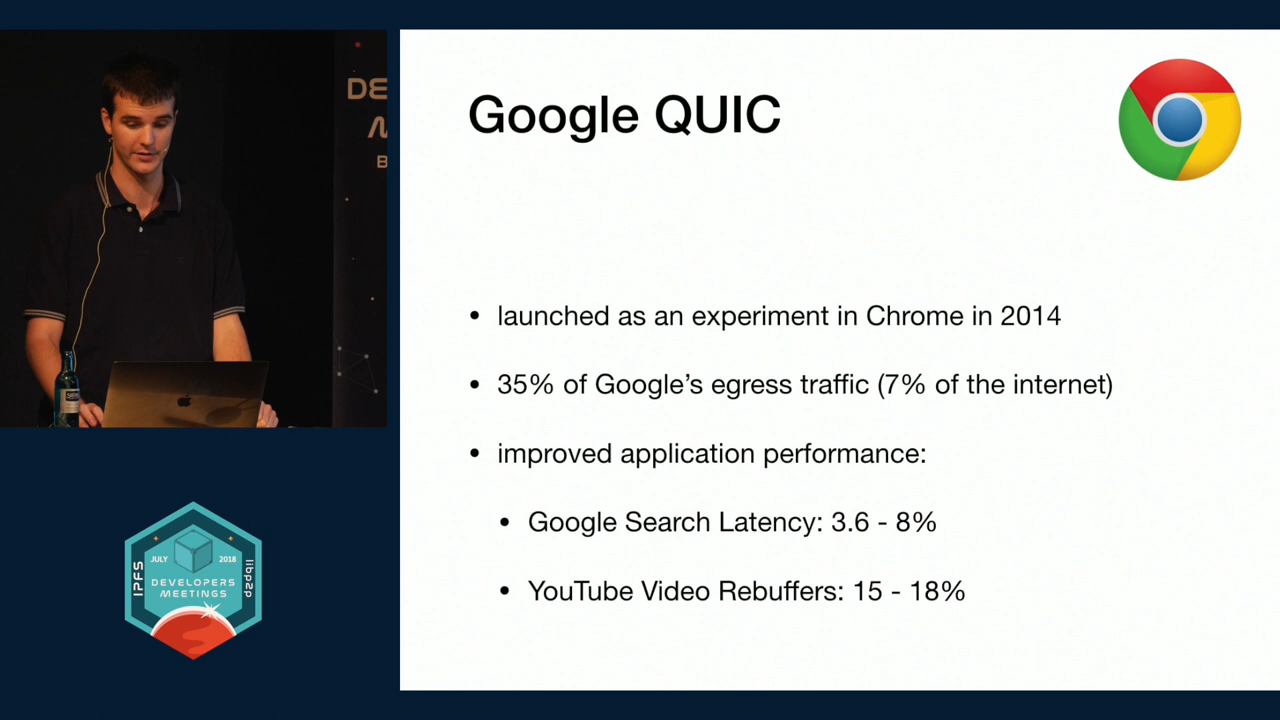 DE
M
B
Google QUIC
• launched as an experiment in Chrome in 2014
• 35% of Google’s egress traffic (7% of the internet)
• improved application performance:
• Google Search Latency: 3.6 - 8%
• YouTube Video Rebuffers: 15 - 18%
IPFS
JULY
2018
libp2p
DEVELOPERS
MEETINGS